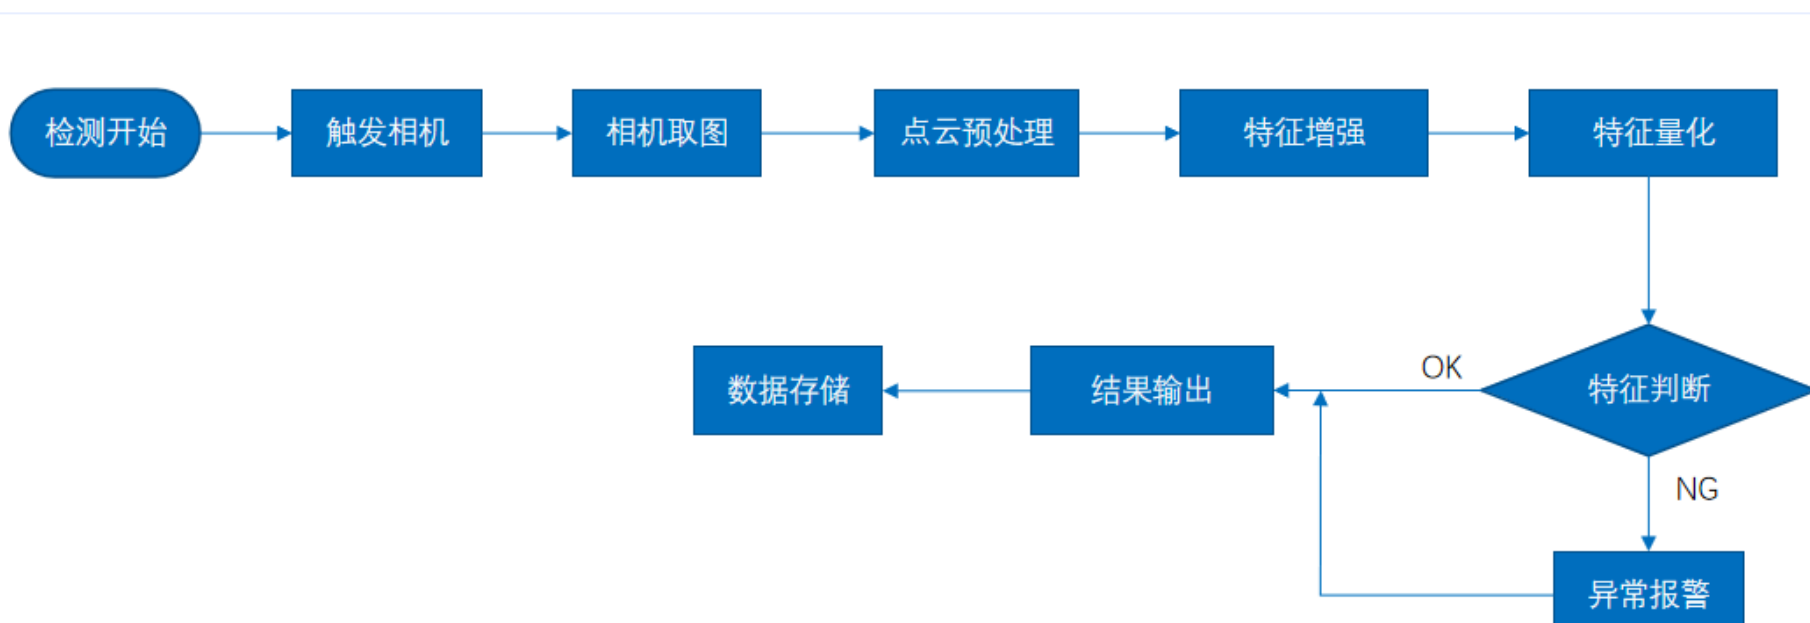 检测开始
触发相机
相机取图
点云预处理
特征增强
特征量化
数据存储
结果输出
OK
特征判断
NG
异常报警